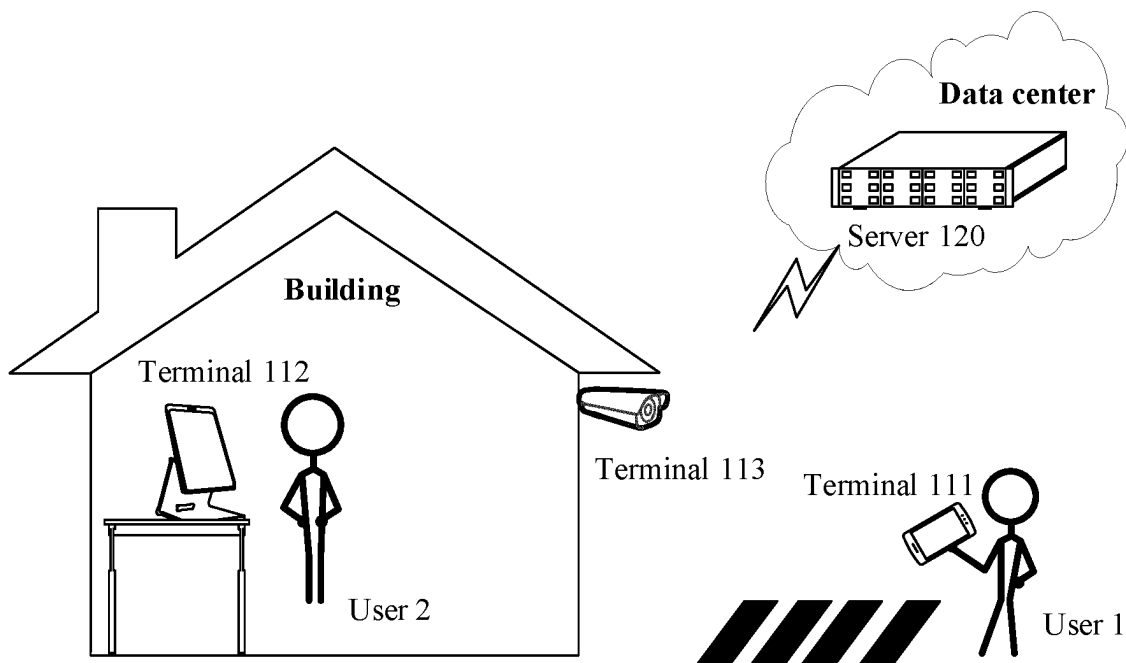 Data center
Server 120
Building
Terminal 112
Terminal 113
Terminal 111
User 2
User 1